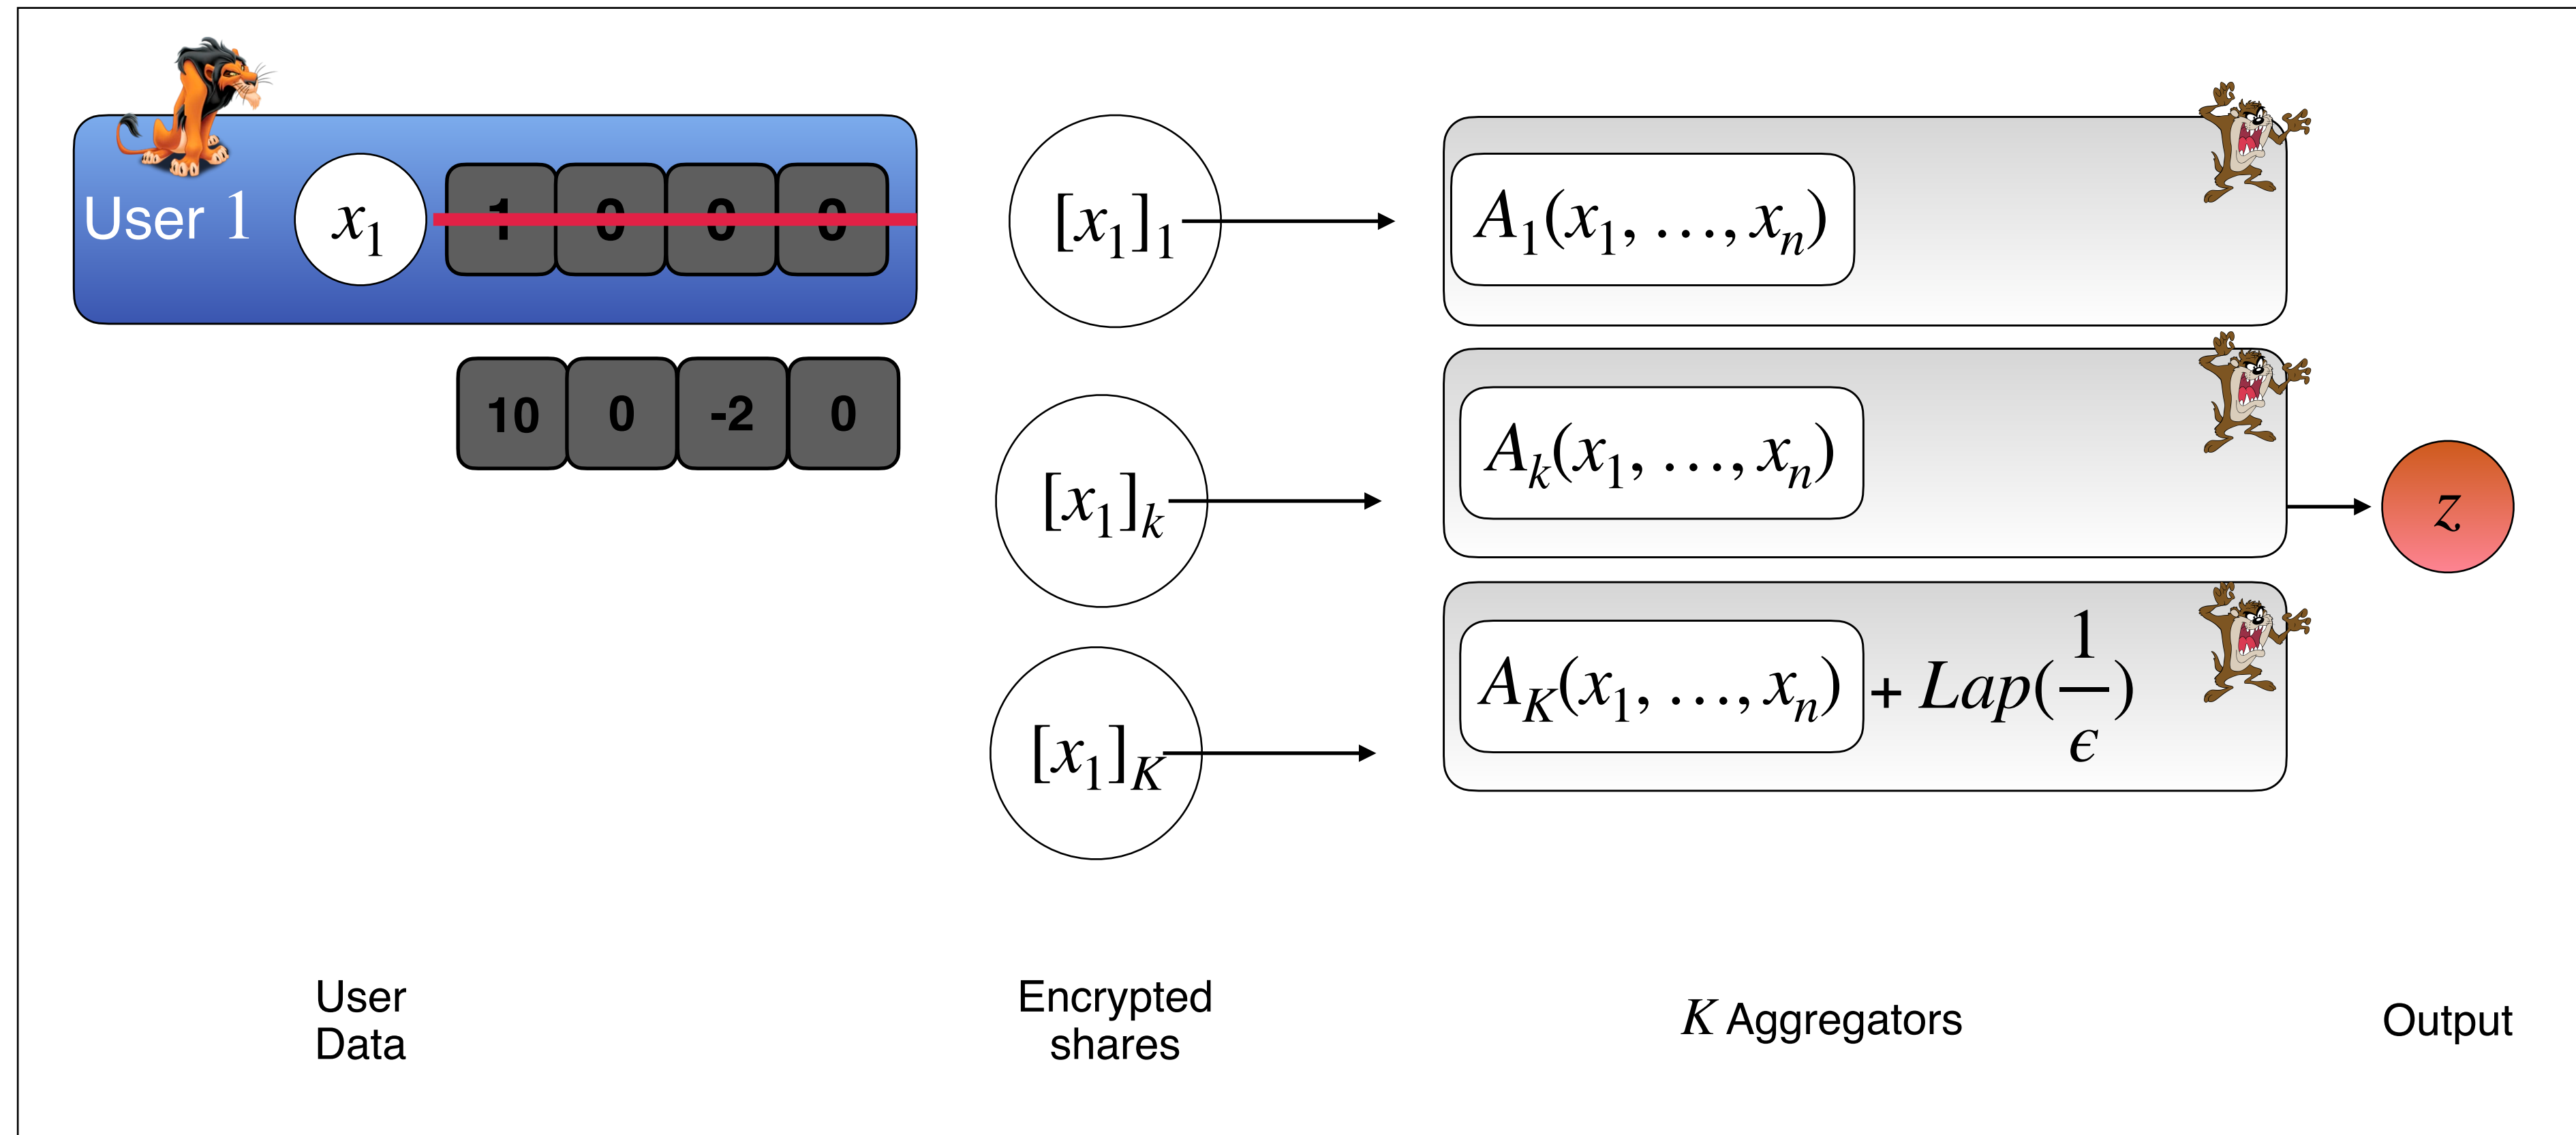 User 1 x₁ 1 0 0 0
10 0 -2 0
[x₁]₁
[x₁]ₖ
[x₁]_K
A₁(x₁, …, xₙ)
Aₖ(x₁, …, xₙ)
A_K(x₁, …, xₙ) + Lap(1/ϵ)
z
User
Data
Encrypted
shares
K Aggregators
Output